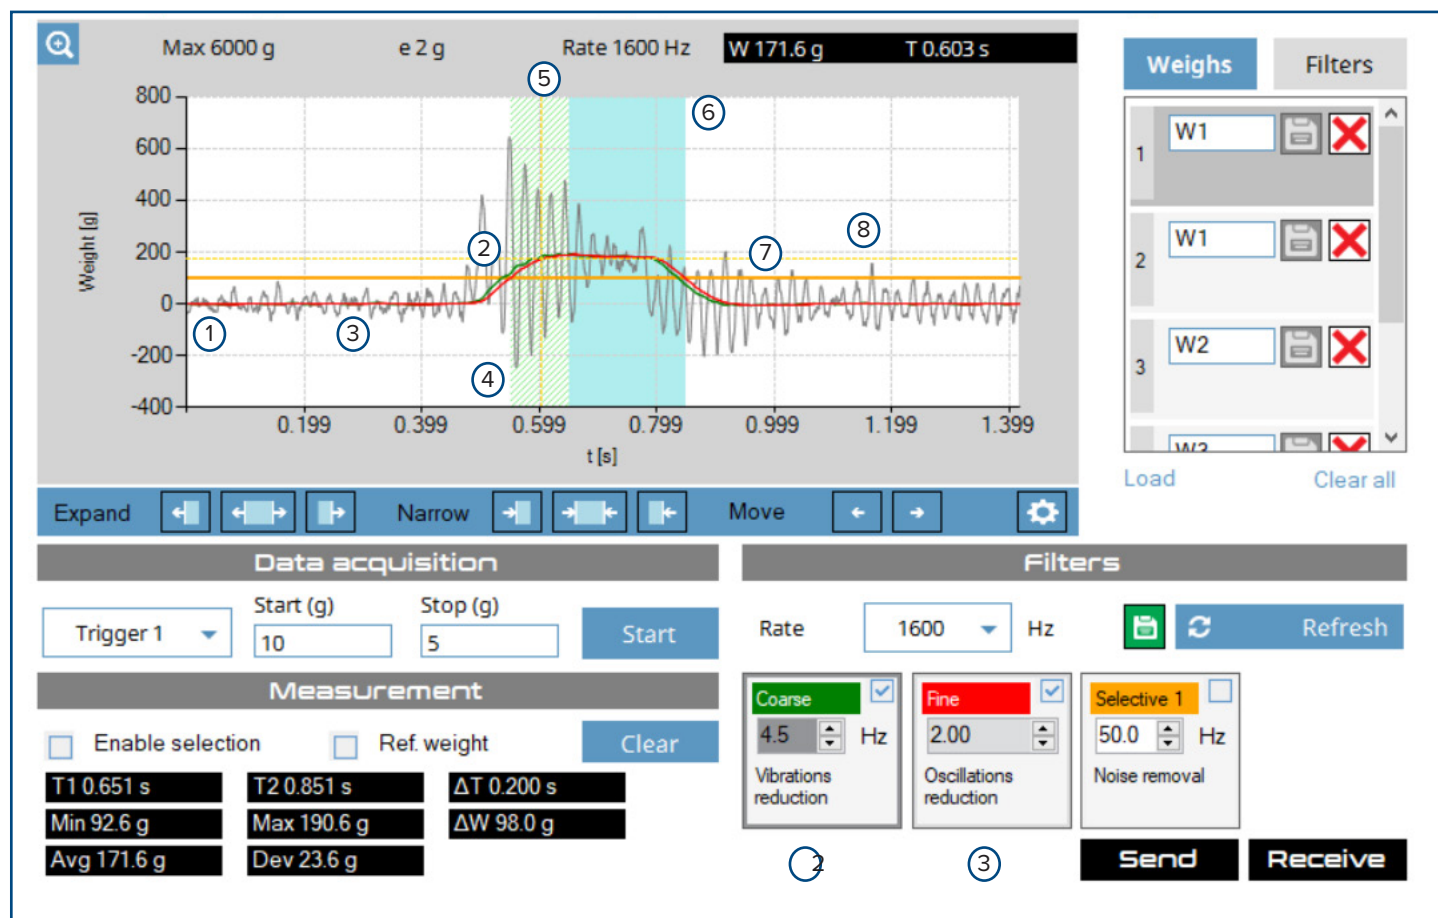 Max 6000 g e 2 g Rate 1600 Hz W 171.6 g T 0.603 s
Weighs Filters
5
800
6
600
400
2
8
200
7
0
1
3
-200
4
-400
Weight [g]
0.199 0.399 0.599 0.799 0.999 1.199 1.399
t [s]
1 W1
2 W1
3 W2
W3
Load Clear all
Expand Narrow Move
Data acquisition
Start (g) Stop (g)
Trigger 1 10 5 Start
Measurement
Enable selection Ref. weight Clear
T1 0.651 s T2 0.851 s ΔT 0.200 s
Min 92.6 g Max 190.6 g ΔW 98.0 g
Avg 171.6 g Dev 23.6 g
Filters
Rate 1600 Hz Refresh
Coarse
4.5 Hz
Vibrations
reduction
2
Fine
2.00
Oscillations
reduction
3
Selective 1
50.0 Hz
Noise removal
Send Receive